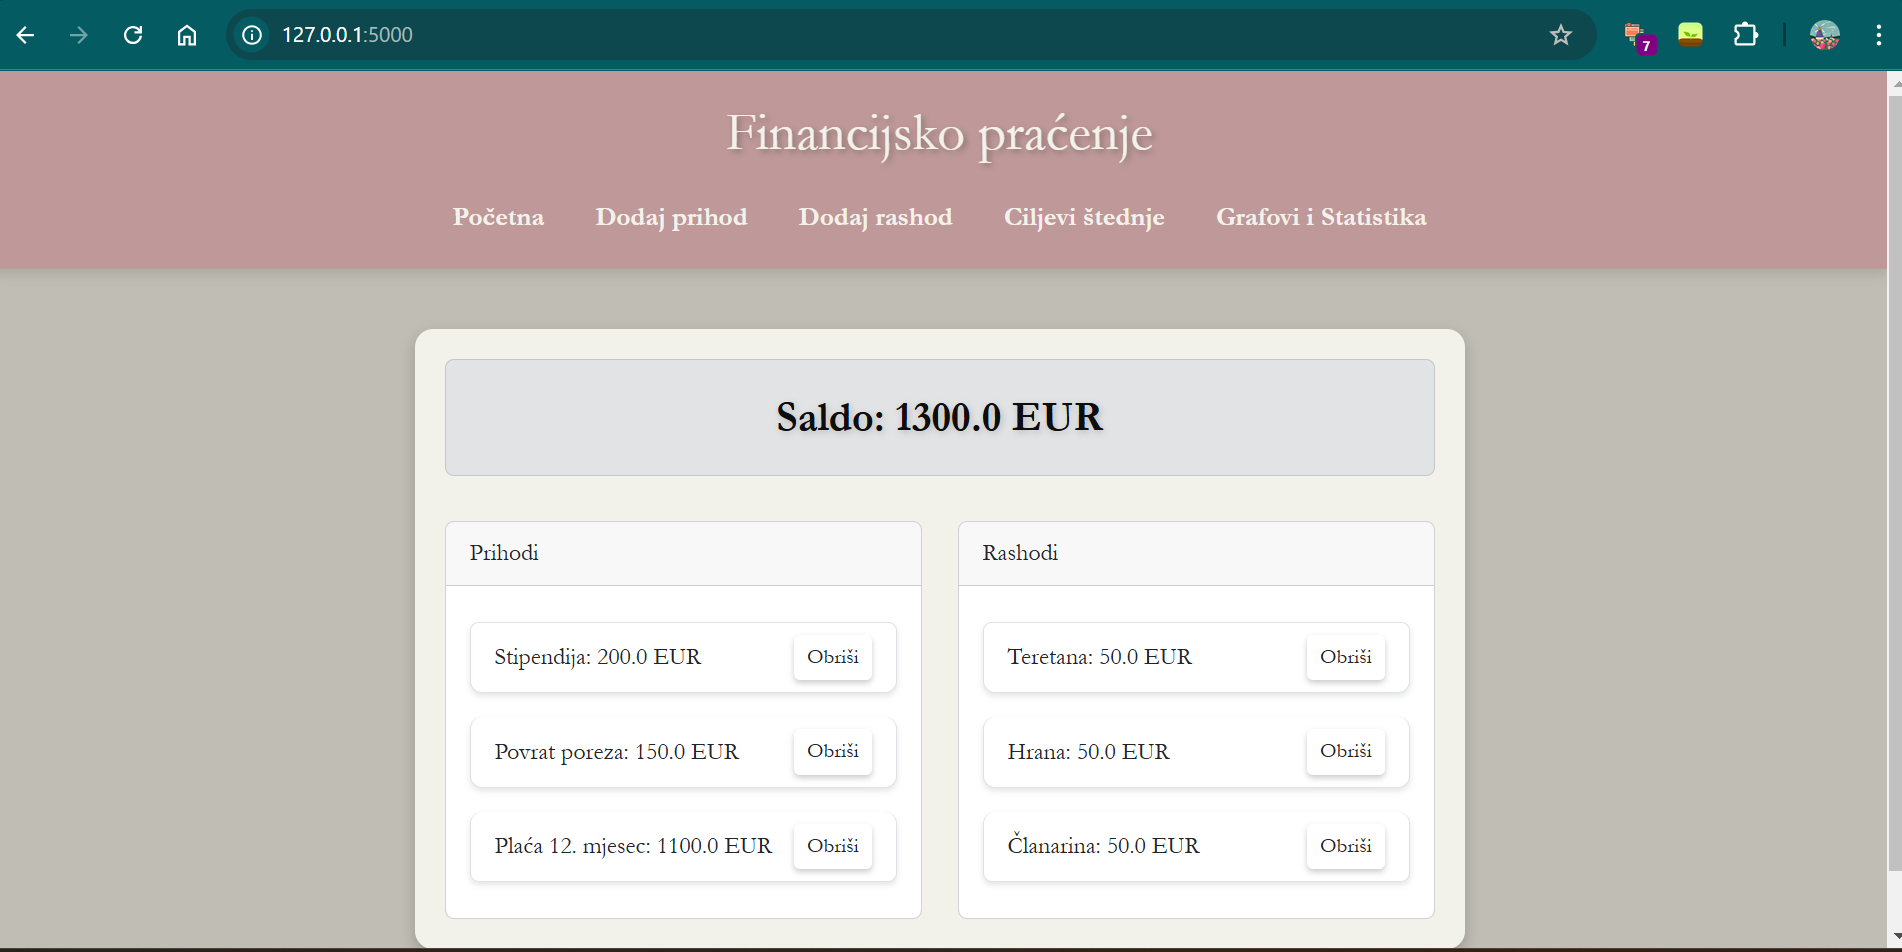 127.0.0.1:5000
7
Financijsko praćenje
Početna Dodaj prihod Dodaj rashod Ciljevi štednje Grafovi i Statistika
Saldo: 1300.0 EUR
Prihodi
Stipendija: 200.0 EUR Obriši
Povrat poreza: 150.0 EUR Obriši
Plaća 12. mjesec: 1100.0 EUR Obriši
Rashodi
Teretana: 50.0 EUR Obriši
Hrana: 50.0 EUR Obriši
Članarina: 50.0 EUR Obriši